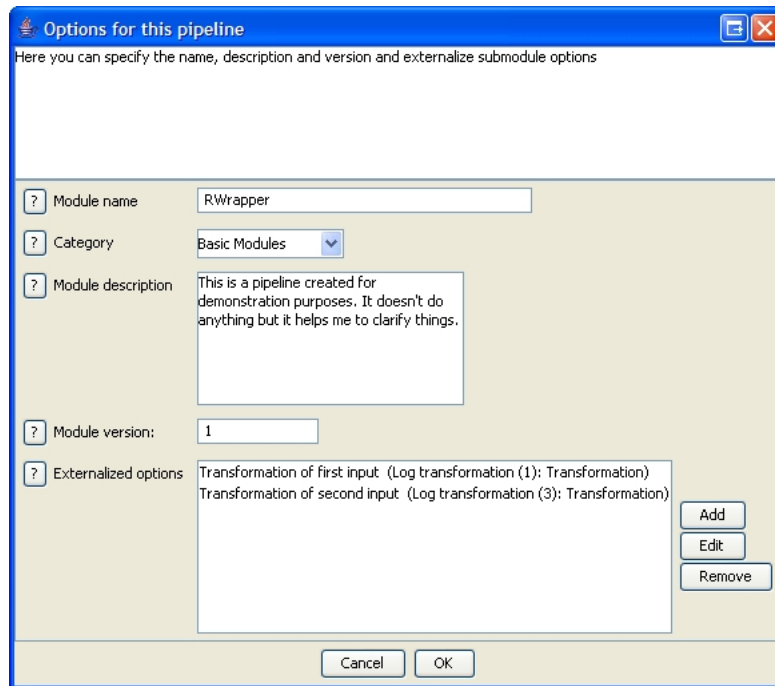 Options for this pipeline
Here you can specify the name, description and version and externalize submodule options
? Module name RWrapper
? Category Basic Modules
? Module description This is a pipeline created for
demonstration purposes. It doesn't do
anything but it helps me to clarify things.
? Module version: 1
? Externalized options Transformation of first input (Log transformation (1): Transformation)
Transformation of second input (Log transformation (3): Transformation)
Add
Edit
Remove
Cancel OK